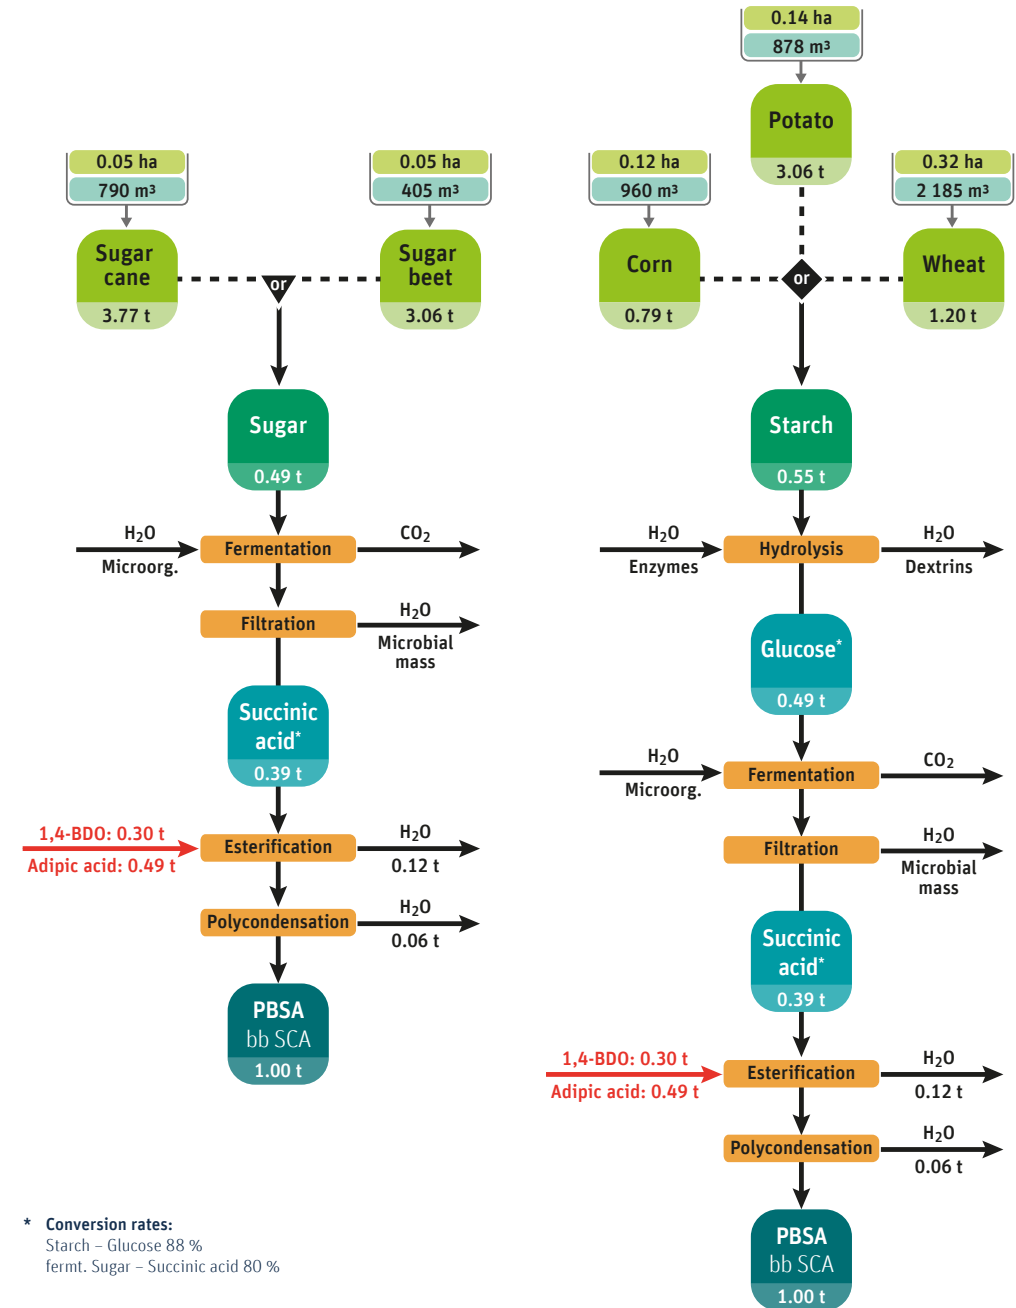 0.14 ha
878 m³
Potato
3.06 t
0.05 ha
790 m³
Sugar
cane
3.77 t
or
0.05 ha
405 m³
Sugar
beet
3.06 t
0.12 ha
960 m³
Corn
0.79 t
or
0.32 ha
2 185 m³
Wheat
1.20 t
Sugar
0.49 t
H₂O
Microorg.
Fermentation
CO₂
Filtration
H₂O
Microbial
mass
Succinic
acid*
0.39 t
1,4-BDO: 0.30 t
Adipic acid: 0.49 t
Esterification
H₂O
0.12 t
Polycondensation
H₂O
0.06 t
PBSA
bb SCA
1.00 t
Starch
0.55 t
H₂O
Enzymes
Hydrolysis
H₂O
Dextrins
Glucose*
0.49 t
H₂O
Microorg.
Fermentation
CO₂
Filtration
H₂O
Microbial
mass
Succinic
acid*
0.39 t
1,4-BDO: 0.30 t
Adipic acid: 0.49 t
Esterification
H₂O
0.12 t
Polycondensation
H₂O
0.06 t
PBSA
bb SCA
1.00 t
* Conversion rates:
Starch – Glucose 88 %
fermt. Sugar – Succinic acid 80 %